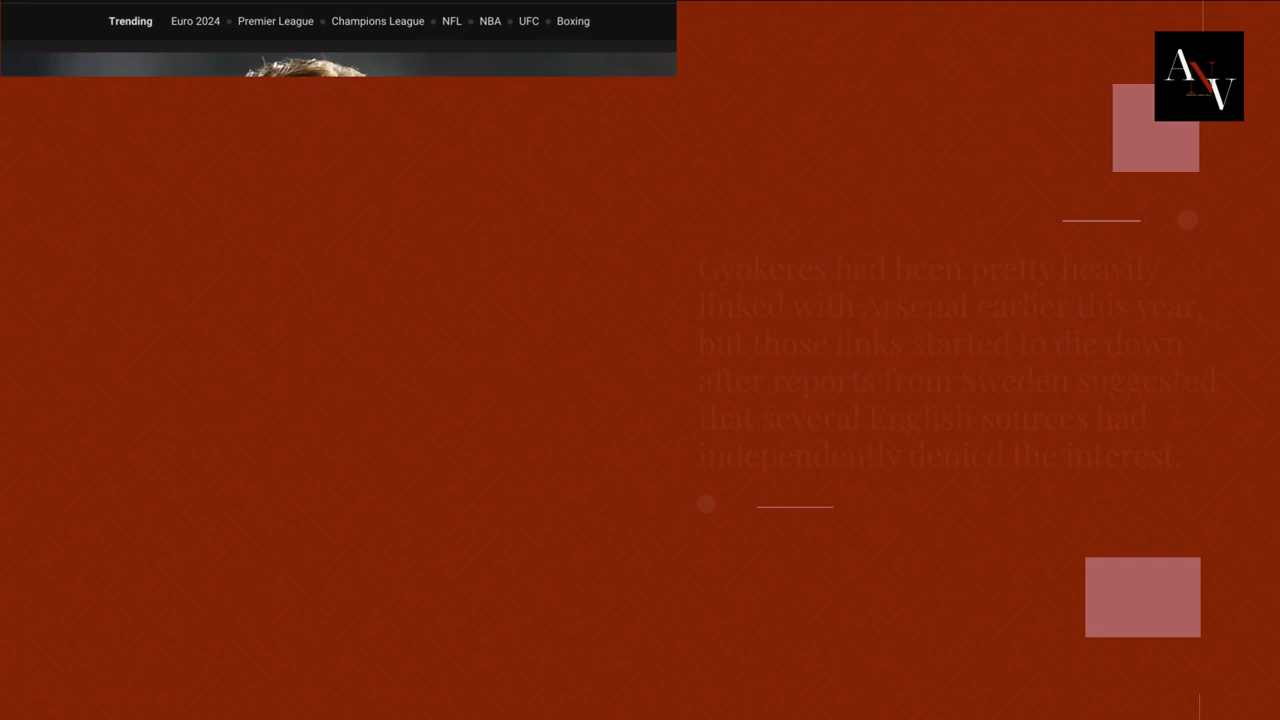 Trending Euro 2024 Premier League Champions League NFL NBA UFC Boxing
ANV
Gyokeres had been pretty heavily
linked with Arsenal earlier this year,
but those links started to die down
after reports from Sweden suggested
that several English sources had
independently denied the interest.